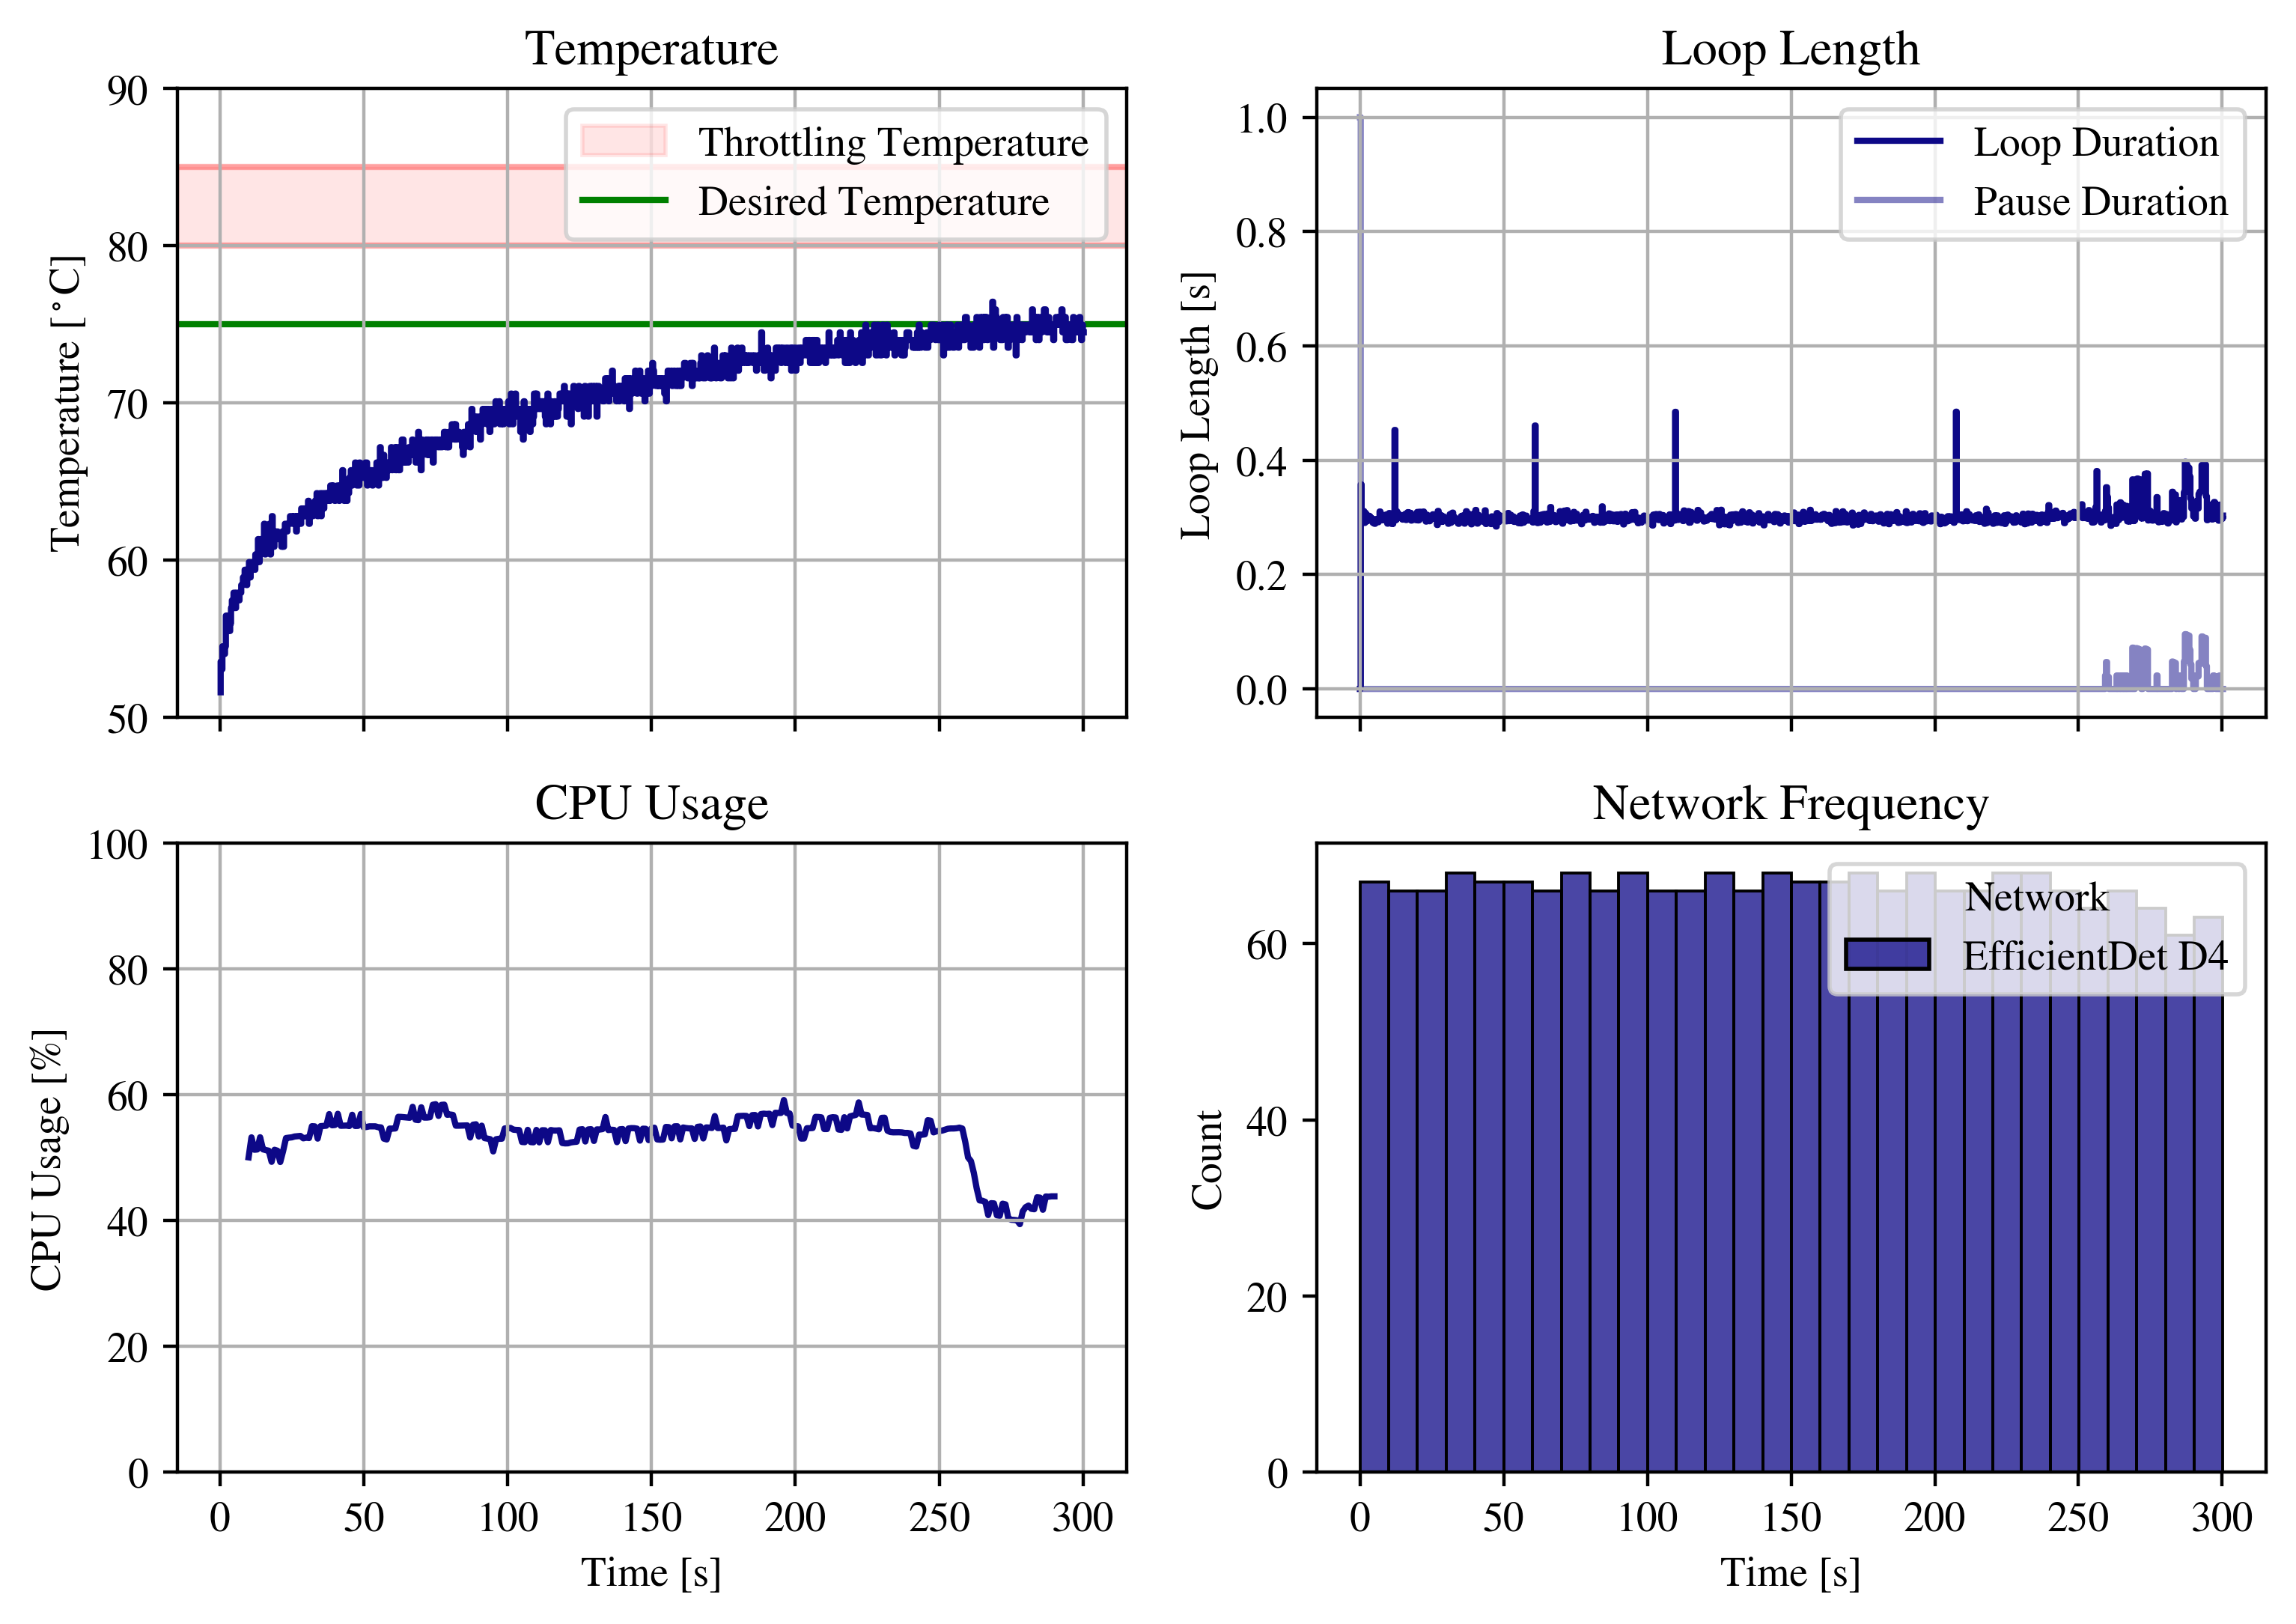 Temperature
90
80
70
60
50
Temperature [°C]
Throttling Temperature
Desired Temperature
Loop Length
1.0
0.8
0.6
0.4
0.2
0.0
Loop Length [s]
Loop Duration
Pause Duration
CPU Usage
100
80
60
40
20
0
CPU Usage [%]
0 50 100 150 200 250 300
Time [s]
Network Frequency
60
40
20
0
Count
Network
EfficientDet D4
0 50 100 150 200 250 300
Time [s]